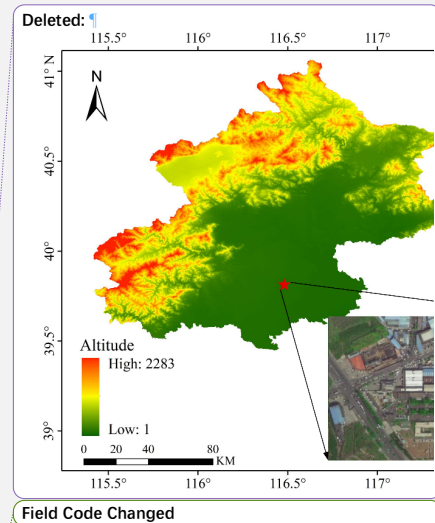 Deleted: ¶
115.5° 116° 116.5° 117°
41° N
N
40.5°
40°
39.5°
Altitude
High: 2283
Low: 1
39°
0 20 40 80
KM
115.5° 116° 116.5° 117°
Field Code Changed